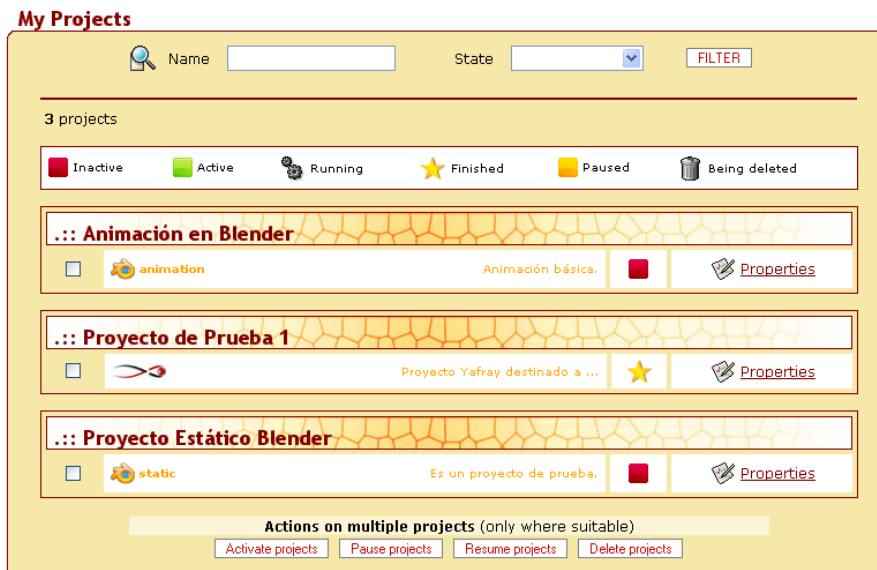 My Projects
Name State FILTER
3 projects
Inactive Active Running Finished Paused Being deleted
.:: Animación en Blender
animation Animación básica. Properties
.:: Proyecto de Prueba 1
Proyecto Yafray destinado a ... Properties
.:: Proyecto Estático Blender
static Es un proyecto de prueba. Properties
Actions on multiple projects (only where suitable)
Activate projects Pause projects Resume projects Delete projects